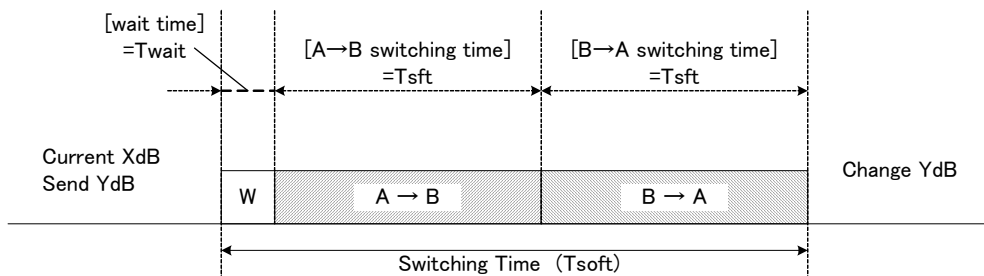 [wait time]
=Twait
[A→B switching time]
=Tsft
[B→A switching time]
=Tsft
Current XdB
Send YdB
Change YdB
W
A → B
B → A
Switching Time (Tsoft)